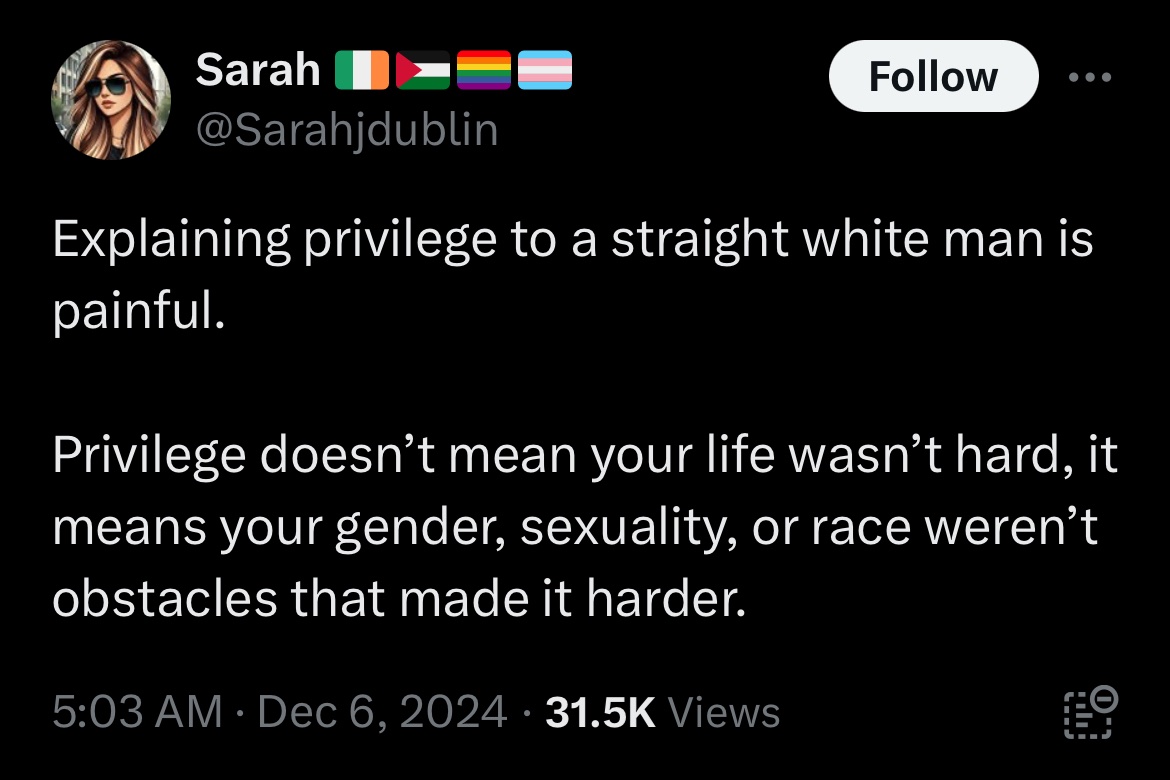 Sarah 🇮🇪🇵🇸🏳️‍🌈🏳️‍⚧️
@Sarahjdublin
Follow
Explaining privilege to a straight white man is
painful.
Privilege doesn’t mean your life wasn’t hard, it
means your gender, sexuality, or race weren’t
obstacles that made it harder.
5:03 AM · Dec 6, 2024 · 31.5K Views